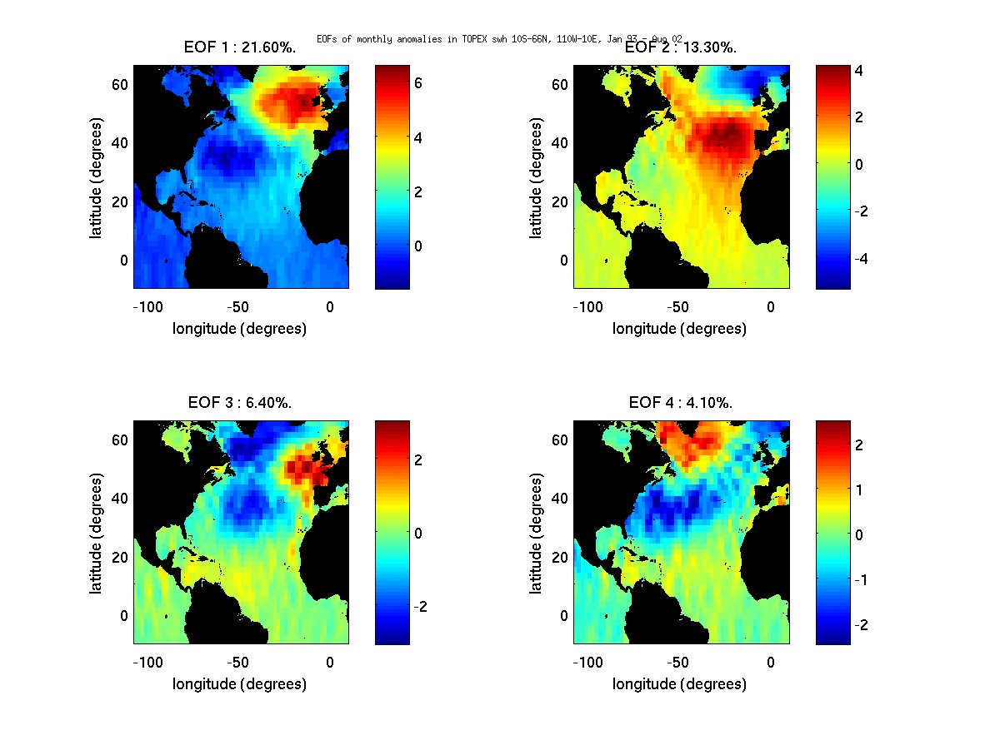 EOFs of monthly anomalies in TOPEX swh 10S-66N, 110W-10E, Jan 93 - Aug 02
EOF 1 : 21.60%.
EOF 2 : 13.30%.
60
40
20
0
latitude (degrees)
-100 -50 0
longitude (degrees)
6
4
2
0
60
40
20
0
latitude (degrees)
-100 -50 0
longitude (degrees)
4
2
0
-2
-4
EOF 3 : 6.40%.
EOF 4 : 4.10%.
60
40
20
0
latitude (degrees)
-100 -50 0
longitude (degrees)
2
0
-2
60
40
20
0
latitude (degrees)
-100 -50 0
longitude (degrees)
2
1
0
-1
-2